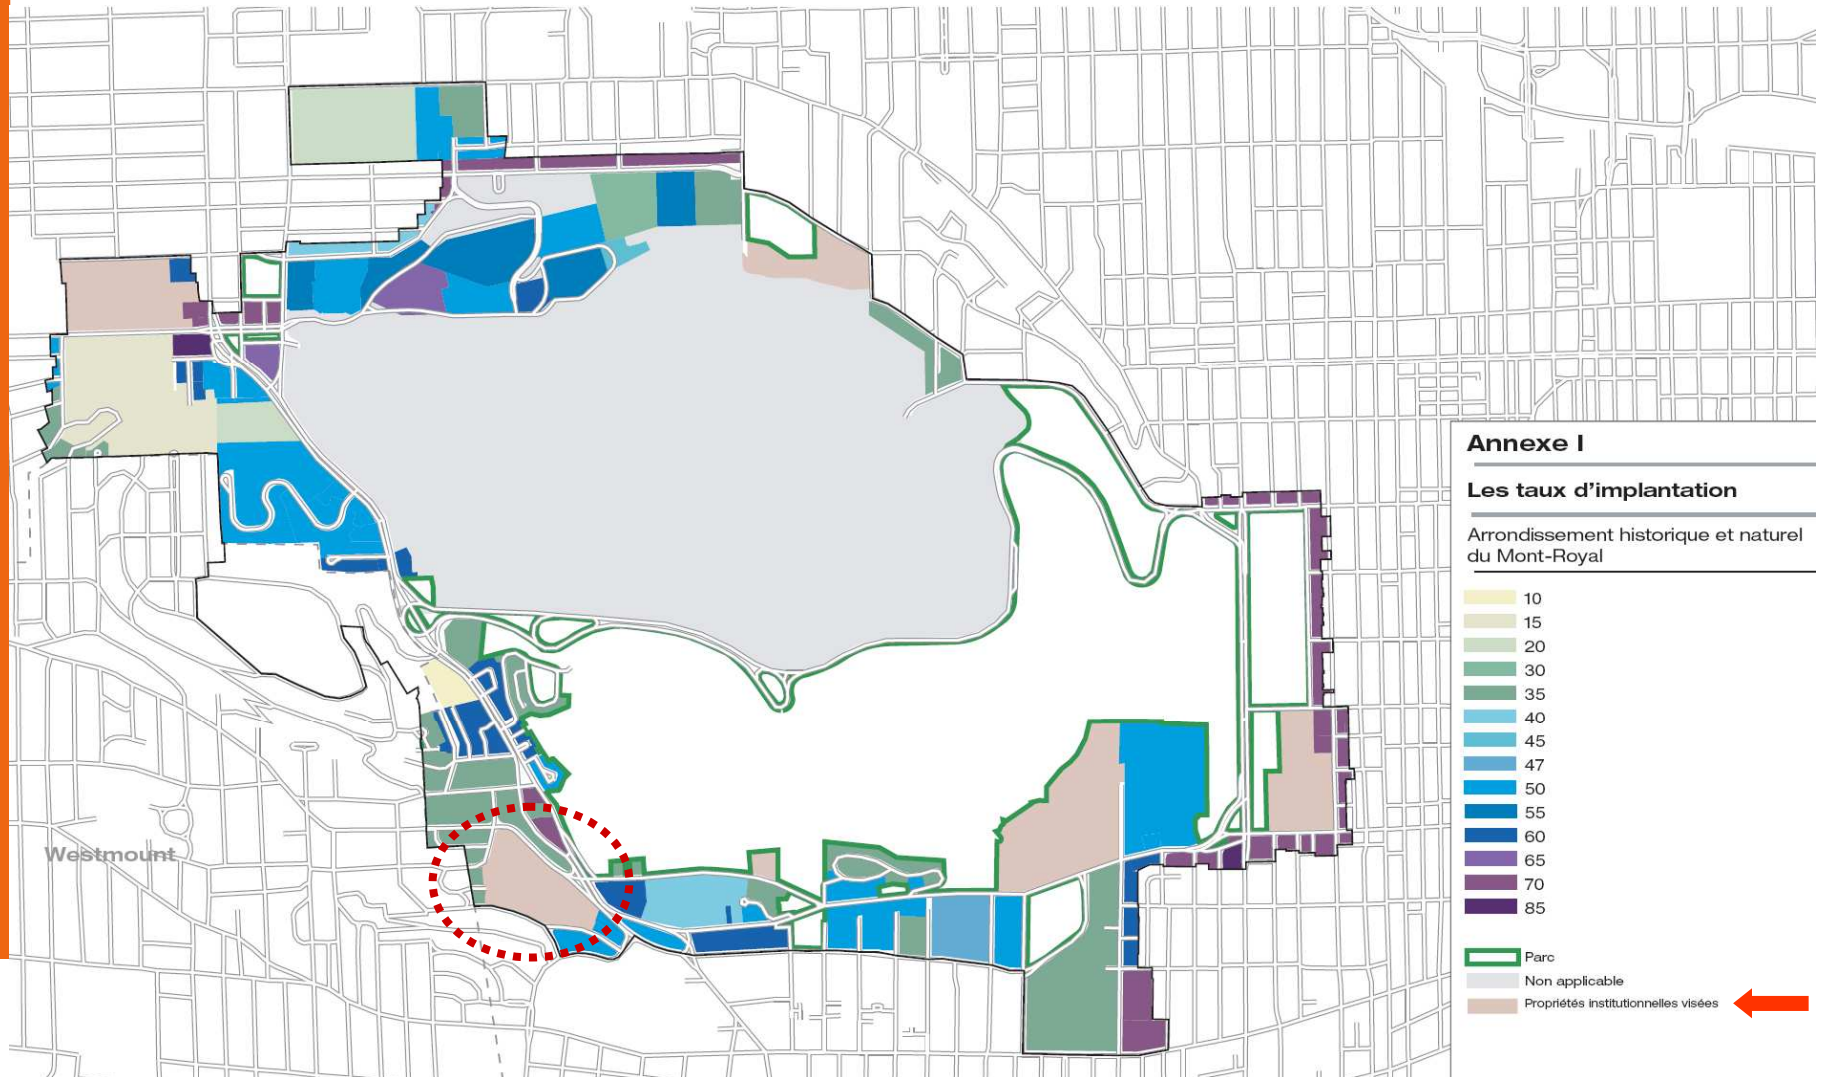 Westmount
Annexe I
Les taux d'implantation
Arrondissement historique et naturel
du Mont-Royal
10
15
20
30
35
40
45
47
50
55
60
65
70
85
Parc
Non applicable
Propriétés institutionnelles visées